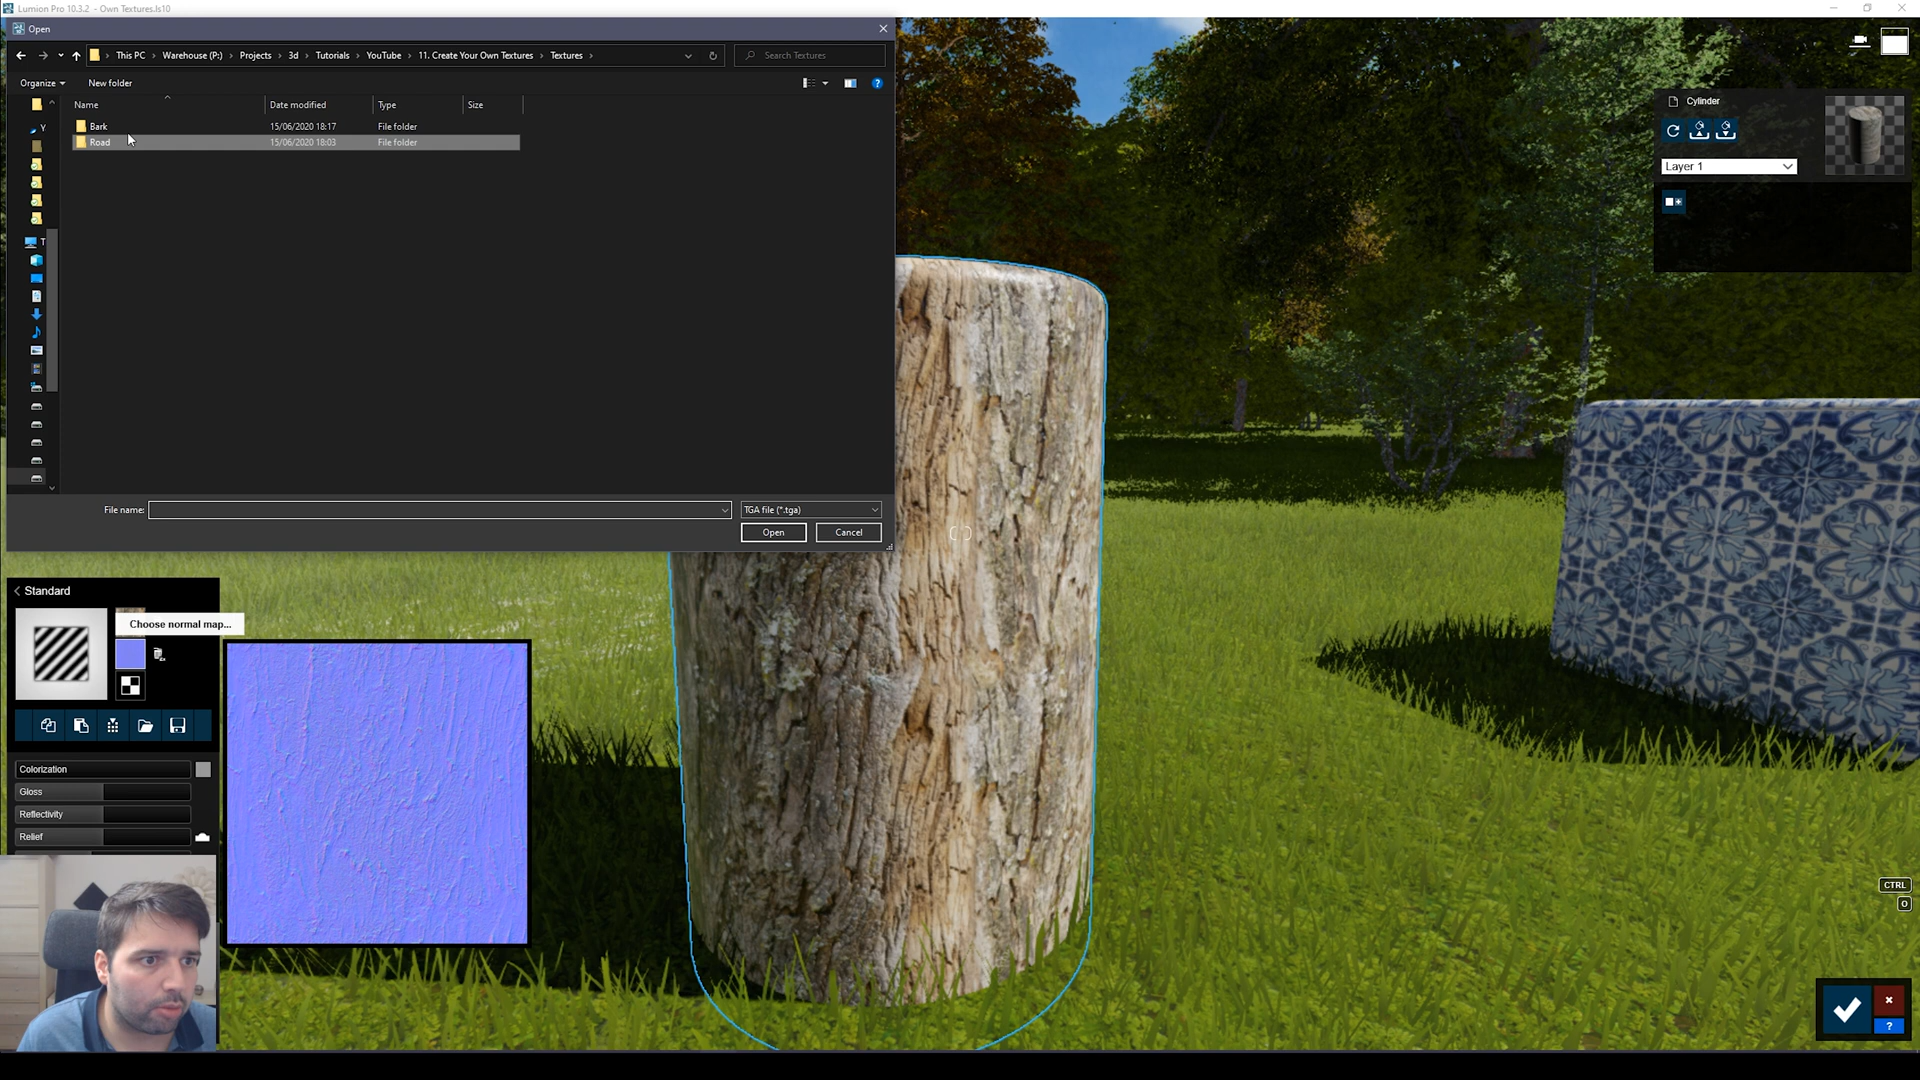 Lumion Pro 10.3.2 - Own Textures.ls10
Open
This PC > Warehouse (P:) > Projects > 3d > Tutorials > YouTube > 11. Create Your Own Textures > Textures >
Search Textures
Organize
New folder
?
Name
Date modified
Type
Size
Bark
15/06/2020 18:17
File folder
Road
15/06/2020 18:03
File folder
Y
T
File name:
TGA file (*.tga)
Open
Cancel
Cylinder
Layer 1
Standard
Choose normal map...
Colorization
Gloss
Reflectivity
Relief
CTRL
O
?